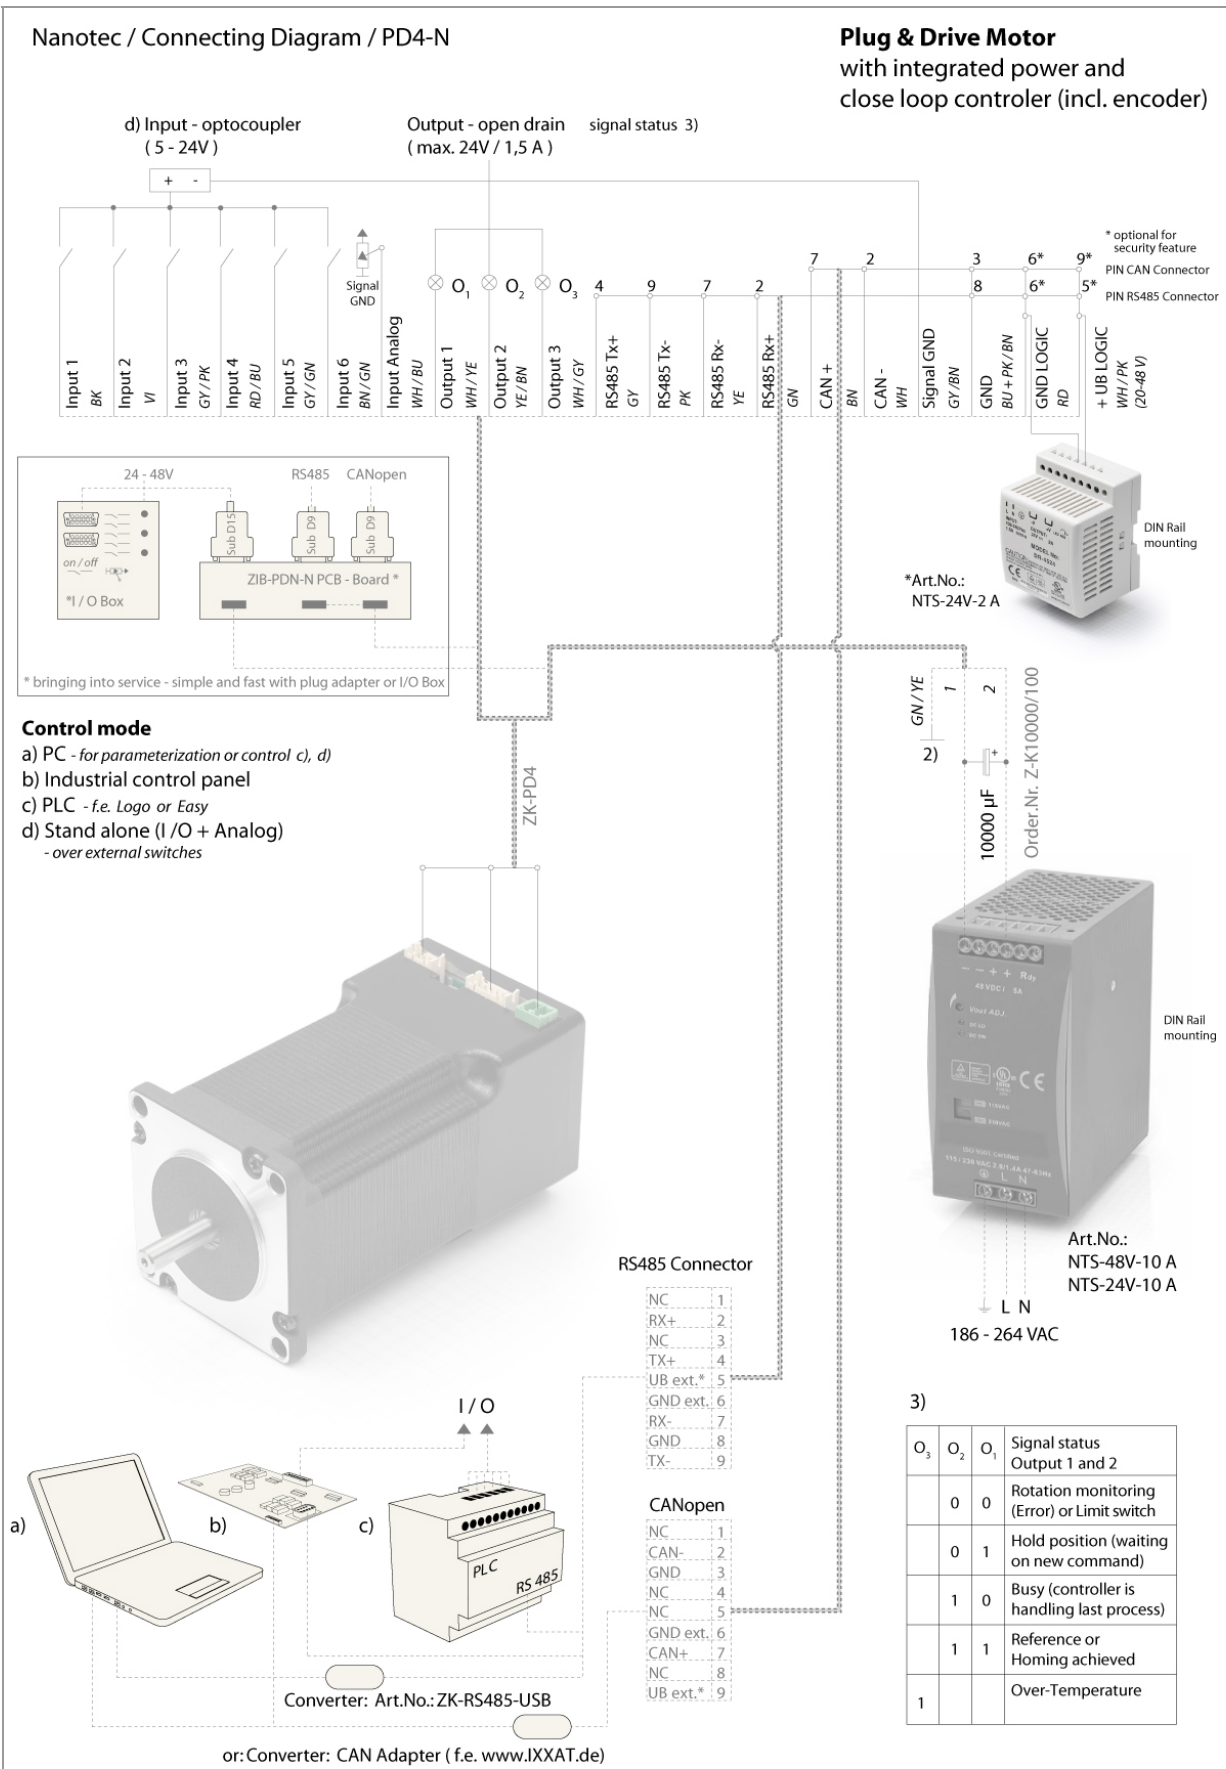 Nanotec / Connecting Diagram / PD4-N
Plug & Drive Motor
with integrated power and
close loop controler (incl. encoder)
d) Input - optocoupler
( 5 - 24V )
Output - open drain signal status 3)
( max. 24V / 1,5 A )
+ -
* optional for
security feature
7 2 3 6* 9*
PIN CAN Connector
4 9 7 2 8 6* 5*
PIN RS485 Connector
Signal
GND
O1 O2 O3
Input 1
BK
Input 2
VI
Input 3
GY / PK
Input 4
RD / BU
Input 5
GY / GN
Input 6
BN / GN
Input Analog
WH / BU
Output 1
WH / YE
Output 2
YE / BN
Output 3
WH / GY
RS485 Tx+
GY
RS485 Tx-
PK
RS485 Rx-
YE
RS485 Rx+
GN
CAN +
BN
CAN -
WH
Signal GND
GY / BN
GND
BU + PK / BN
GND LOGIC
RD
+ UB LOGIC
WH / PK
(20-48 V)
24 - 48V
RS485
CANopen
Sub D15
Sub D9
Sub D9
on / off
*I / O Box
ZIB-PDN-N PCB - Board *
* bringing into service - simple and fast with plug adapter or I/O Box
DIN Rail
mounting
*Art.No.:
NTS-24V-2 A
Control mode
a) PC - for parameterization or control c), d)
b) Industrial control panel
c) PLC - f.e. Logo or Easy
d) Stand alone (I /O + Analog)
- over external switches
ZK-PD4
GN / YE
1
2
2)
+
10000 µF
Order.Nr. Z-K10000/100
- - + + Rdy
48 VDC / 5A
Vout ADJ.
DC LO
DC ON
CE
115VAC
230VAC
ISO 9001 Certified
L N
DIN Rail
mounting
Art.No.:
NTS-48V-10 A
NTS-24V-10 A
L N
186 - 264 VAC
RS485 Connector
NC 1
RX+ 2
NC 3
TX+ 4
UB ext.* 5
GND ext. 6
RX- 7
GND 8
TX- 9
CANopen
NC 1
CAN- 2
GND 3
NC 4
NC 5
GND ext. 6
CAN+ 7
NC 8
UB ext.* 9
I / O
a)
b)
c)
PLC
RS 485
Converter: Art.No.: ZK-RS485-USB
or: Converter: CAN Adapter ( f.e. www.IXXAT.de)
3)
O3 O2 O1 Signal status
Output 1 and 2
0 0 Rotation monitoring
(Error) or Limit switch
0 1 Hold position (waiting
on new command)
1 0 Busy (controller is
handling last process)
1 1 Reference or
Homing achieved
1 Over-Temperature